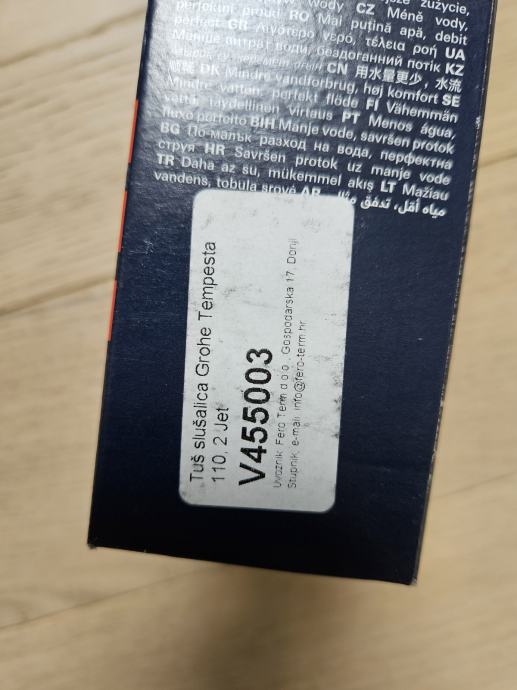 zużycie,
perfekcyjny wody CZ Méně vody,
perfektní proud RO Mai puțină apă, debit
perfect GR Λιγότερο νερό, τέλεια ροή UA
Менше витрат води, бездоганний потік KZ
CN 用水量更少，水流
DK Mindre vandforbrug, høj komfort SE
Mindre vatten, perfekt flöde FI Vähemmän
vettä, täydellinen virtaus PT Menos água,
fluxo perfeito BIH Manje vode, savršen protok
BG По-малък разход на вода, перфектна
струя HR Savršen protok uz manje vode
TR Daha az su, mükemmel akış LT Mažiau
vandens, tobula srovė AR
مياه أقل، تدفق
Tuš slušalica Grohe Tempesta
110, 2 Jet
V455003
Uvoznik: Fero Term d.o.o., Gospodarska 17, Donji
Stupnik, e-mail: info@fero-term.hr